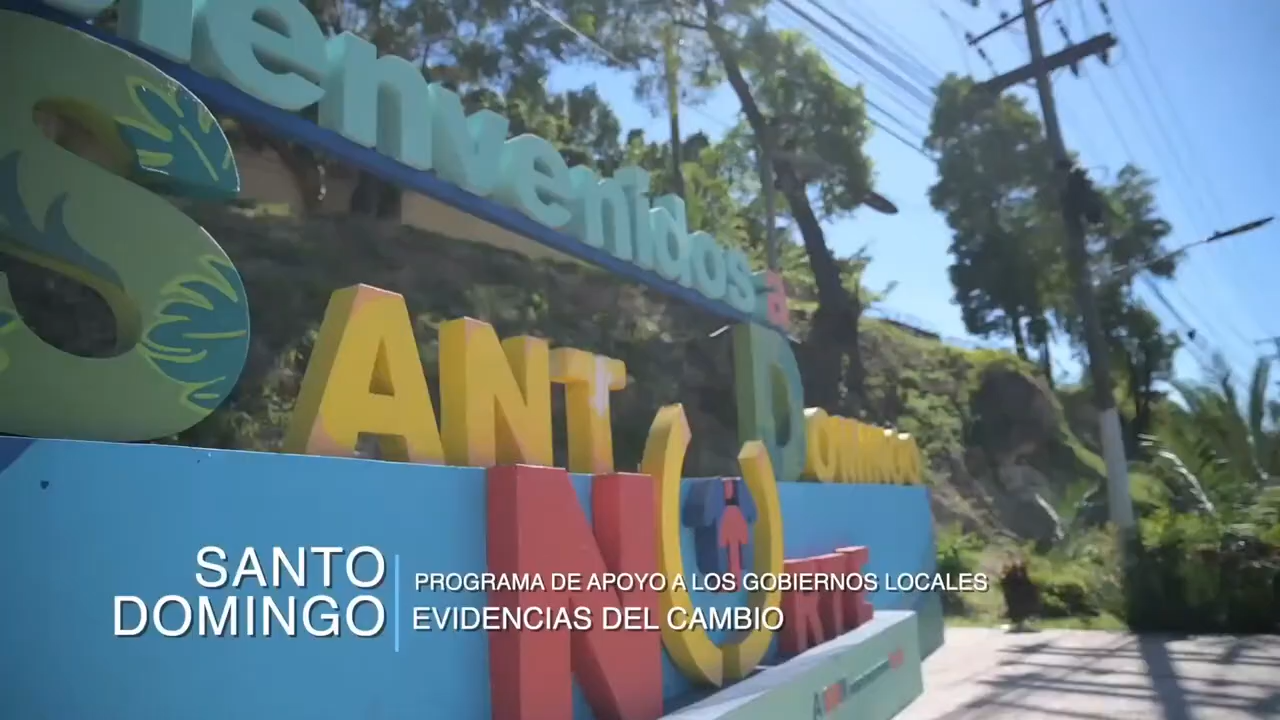 Bienvenidos a
SANTO DOMINGO
NORTE
SANTO
DOMINGO
PROGRAMA DE APOYO A LOS GOBIERNOS LOCALES
EVIDENCIAS DEL CAMBIO